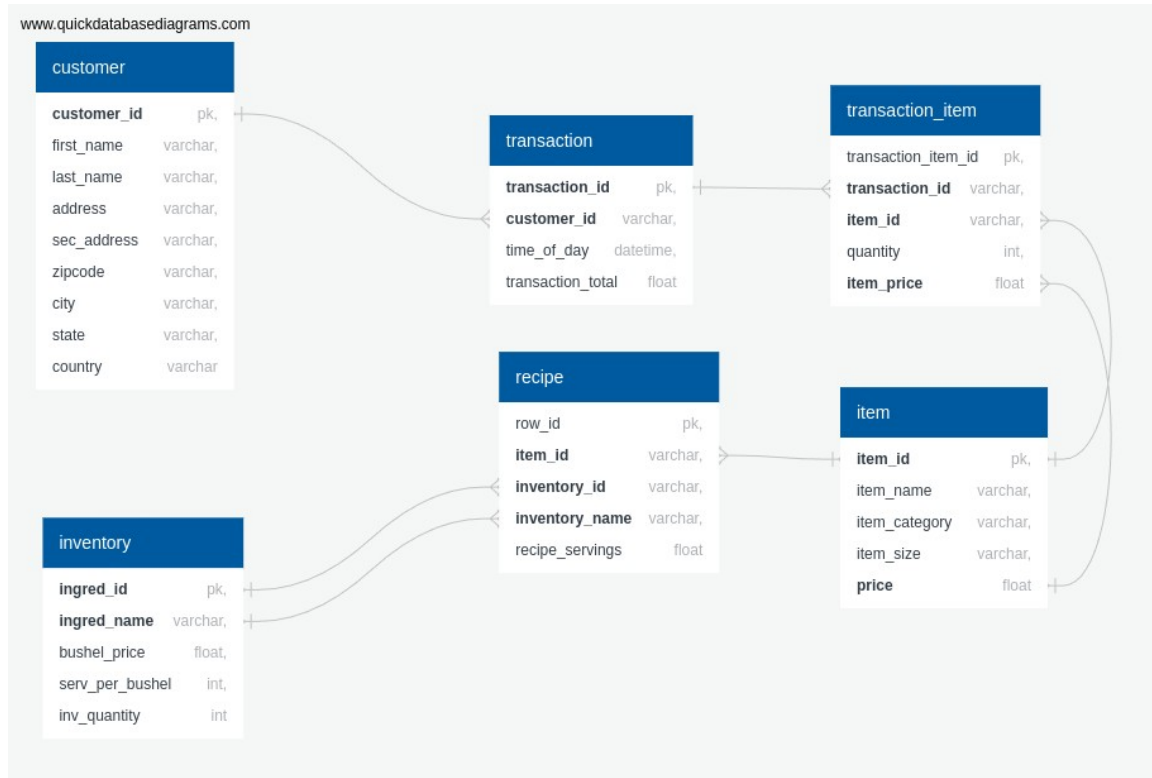 www.quickdatabasediagrams.com
customer
customer_id pk,
first_name varchar,
last_name varchar,
address varchar,
sec_address varchar,
zipcode varchar,
city varchar,
state varchar,
country varchar
transaction
transaction_id pk,
customer_id varchar,
time_of_day datetime,
transaction_total float
transaction_item
transaction_item_id pk,
transaction_id varchar,
item_id varchar,
quantity int,
item_price float
recipe
row_id pk,
item_id varchar,
inventory_id varchar,
inventory_name varchar,
recipe_servings float
item
item_id pk,
item_name varchar,
item_category varchar,
item_size varchar,
price float
inventory
ingred_id pk,
ingred_name varchar,
bushel_price float,
serv_per_bushel int,
inv_quantity int